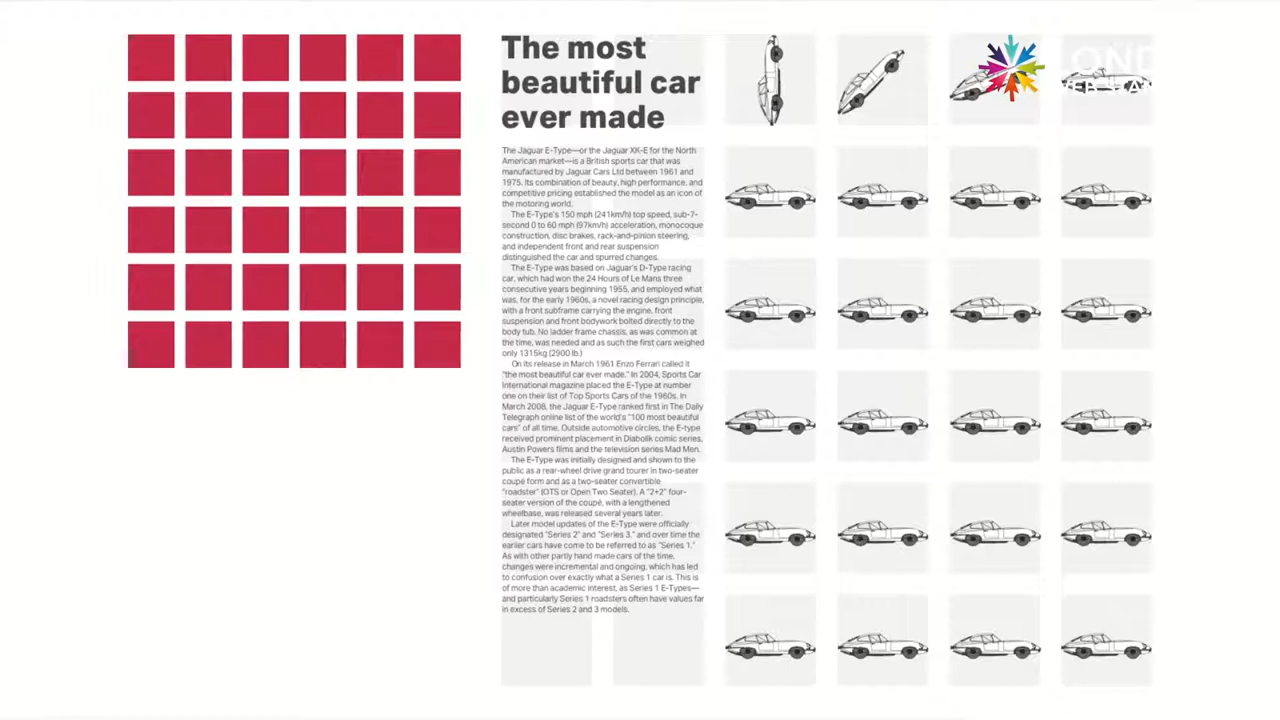 The most
beautiful car
ever made
The Jaguar E-Type—or the Jaguar XK-E for the North
American market—is a British sports car that was
manufactured by Jaguar Cars Ltd between 1961 and
1975. Its combination of beauty, high performance, and
competitive pricing established the model as an icon of
the motoring world.
The E-Type's 150 mph (241km/h) top speed, sub-7-
second 0 to 60 mph (97km/h) acceleration, monocoque
construction, disc brakes, rack-and-pinion steering,
and independent front and rear suspension
distinguished the car and spurred changes.
The E-Type was based on Jaguar's D-Type racing
car, which had won the 24 Hours of Le Mans three
consecutive years beginning 1955, and employed what
was, for the early 1960s, a novel racing design principle,
with a front subframe carrying the engine, front
suspension and front bodywork bolted directly to the
body tub. No ladder frame chassis, as was common at
the time, was needed and as such the first cars weighed
only 1315kg (2900 lb.)
On its release in March 1961 Enzo Ferrari called it
"the most beautiful car ever made." In 2004, Sports Car
International magazine placed the E-Type at number
one on their list of Top Sports Cars of the 1960s. In
March 2008, the Jaguar E-Type ranked first in The Daily
Telegraph online list of the world's "100 most beautiful
cars" of all time. Outside automotive circles, the E-type
received prominent placement in Diabolik comic series,
Austin Powers films and the television series Mad Men.
The E-Type was initially designed and shown to the
public as a rear-wheel drive grand tourer in two-seater
coupé form and as a two-seater convertible
"roadster" (OTS or Open Two Seater). A "2+2" four-
seater version of the coupé, with a lengthened
wheelbase, was released several years later.
Later model updates of the E-Type were officially
designated "Series 2" and "Series 3," and over time the
earlier cars have come to be referred to as "Series 1."
As with other partly hand made cars of the time,
changes were incremental and ongoing, which has led
to confusion over exactly what a Series 1 car is. This is
of more than academic interest, as Series 1 E-Types—
and particularly Series 1 roadsters often have values far
in excess of Series 2 and 3 models.